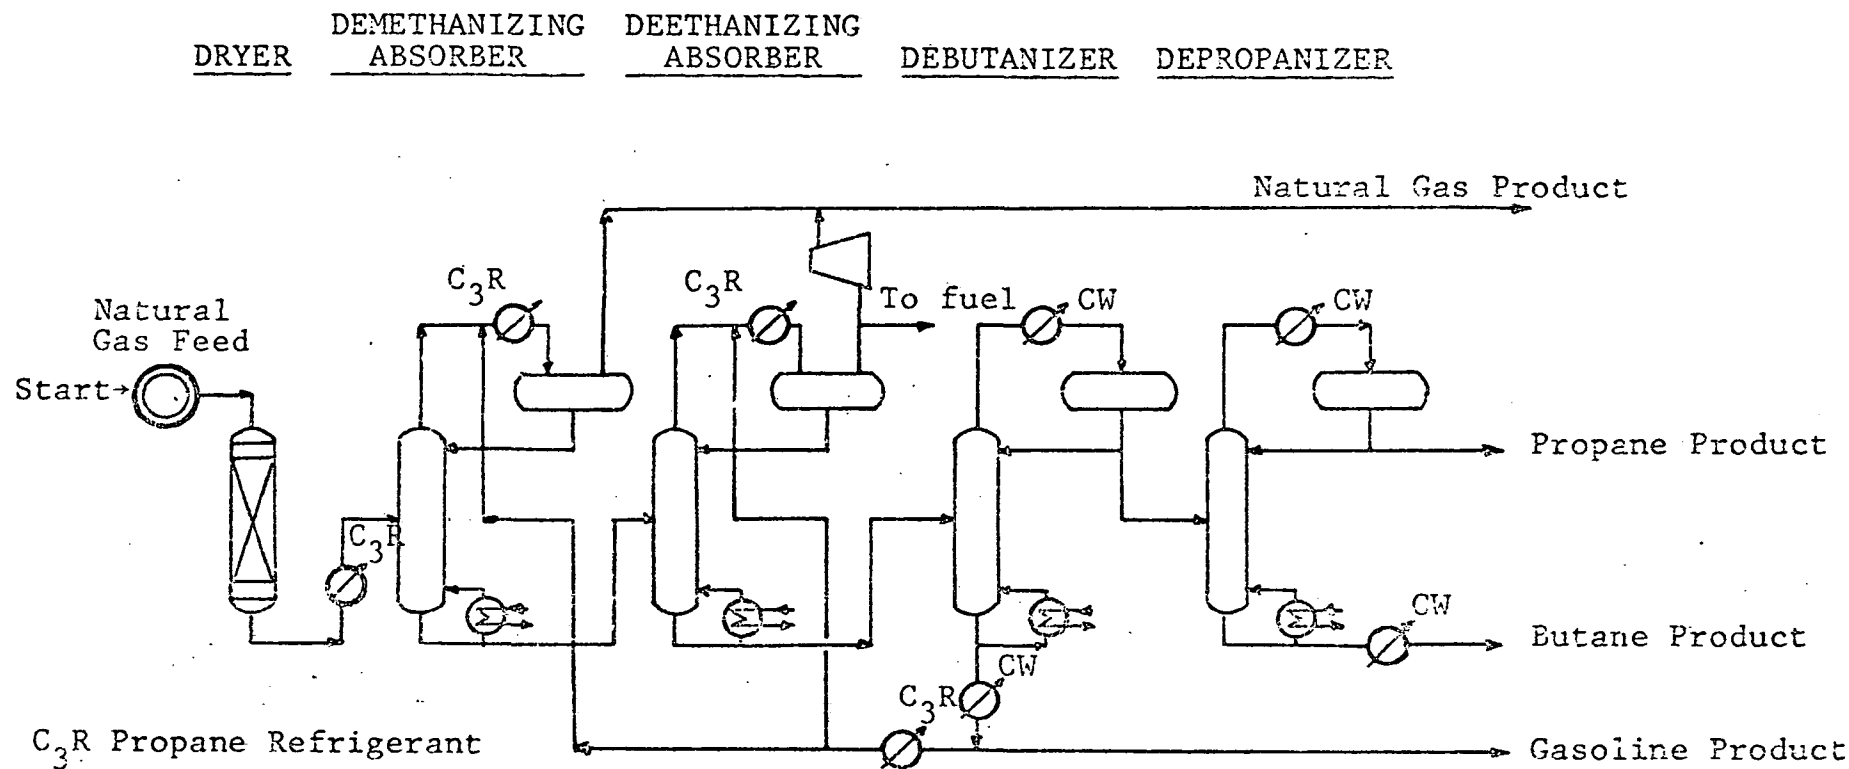 DEMETHANIZING DEETHANIZING
DRYER ABSORBER ABSORBER DEBUTANIZER DEPROPANIZER
Natural Gas Product
C3R C3R To fuel CW CW
Natural
Gas Feed
Start→
Propane Product
C3R
CW
Butane Product
CW
C3R
C3R Propane Refrigerant
Gasoline Product